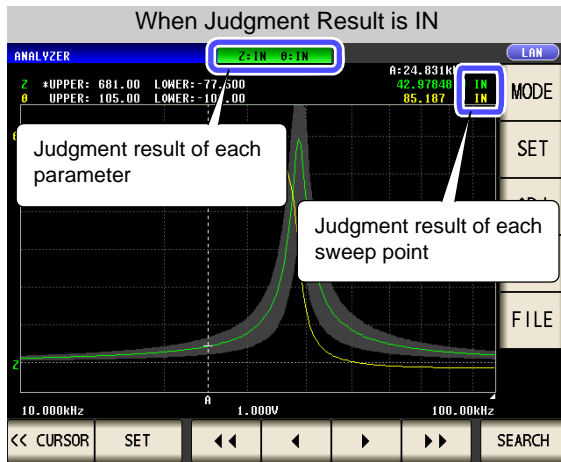 When Judgment Result is IN
ANALYZER
Z:IN θ:IN
LAN
A:24.831k
Z *UPPER: 681.00 LOWER:-77.500
42.97848 IN
θ UPPER: 105.00 LOWER:-10 .00
85.187 IN
MODE
SET
Judgment result of each
parameter
Judgment result of each
sweep point
FILE
Z
A
10.000kHz
1.000V
100.00kHz
<< CURSOR
SET
SEARCH